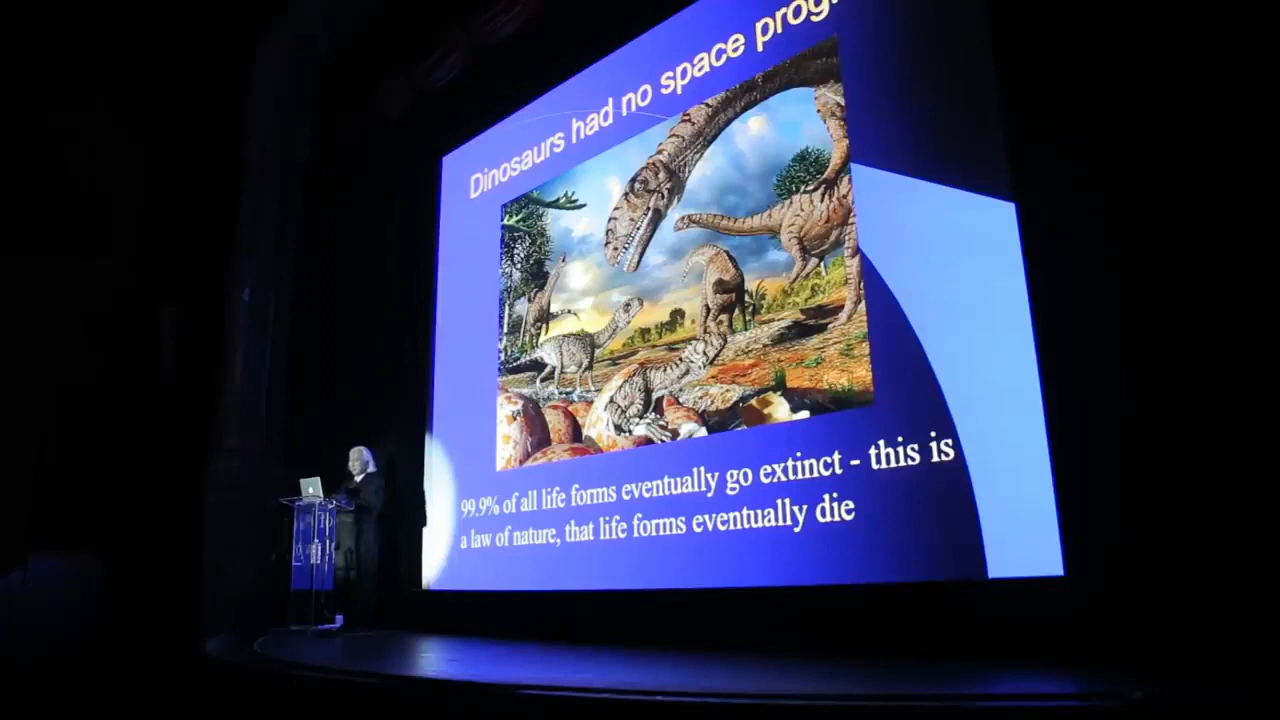 Dinosaurs had no space prog
99.9% of all life forms eventually go extinct - this is
a law of nature, that life forms eventually die